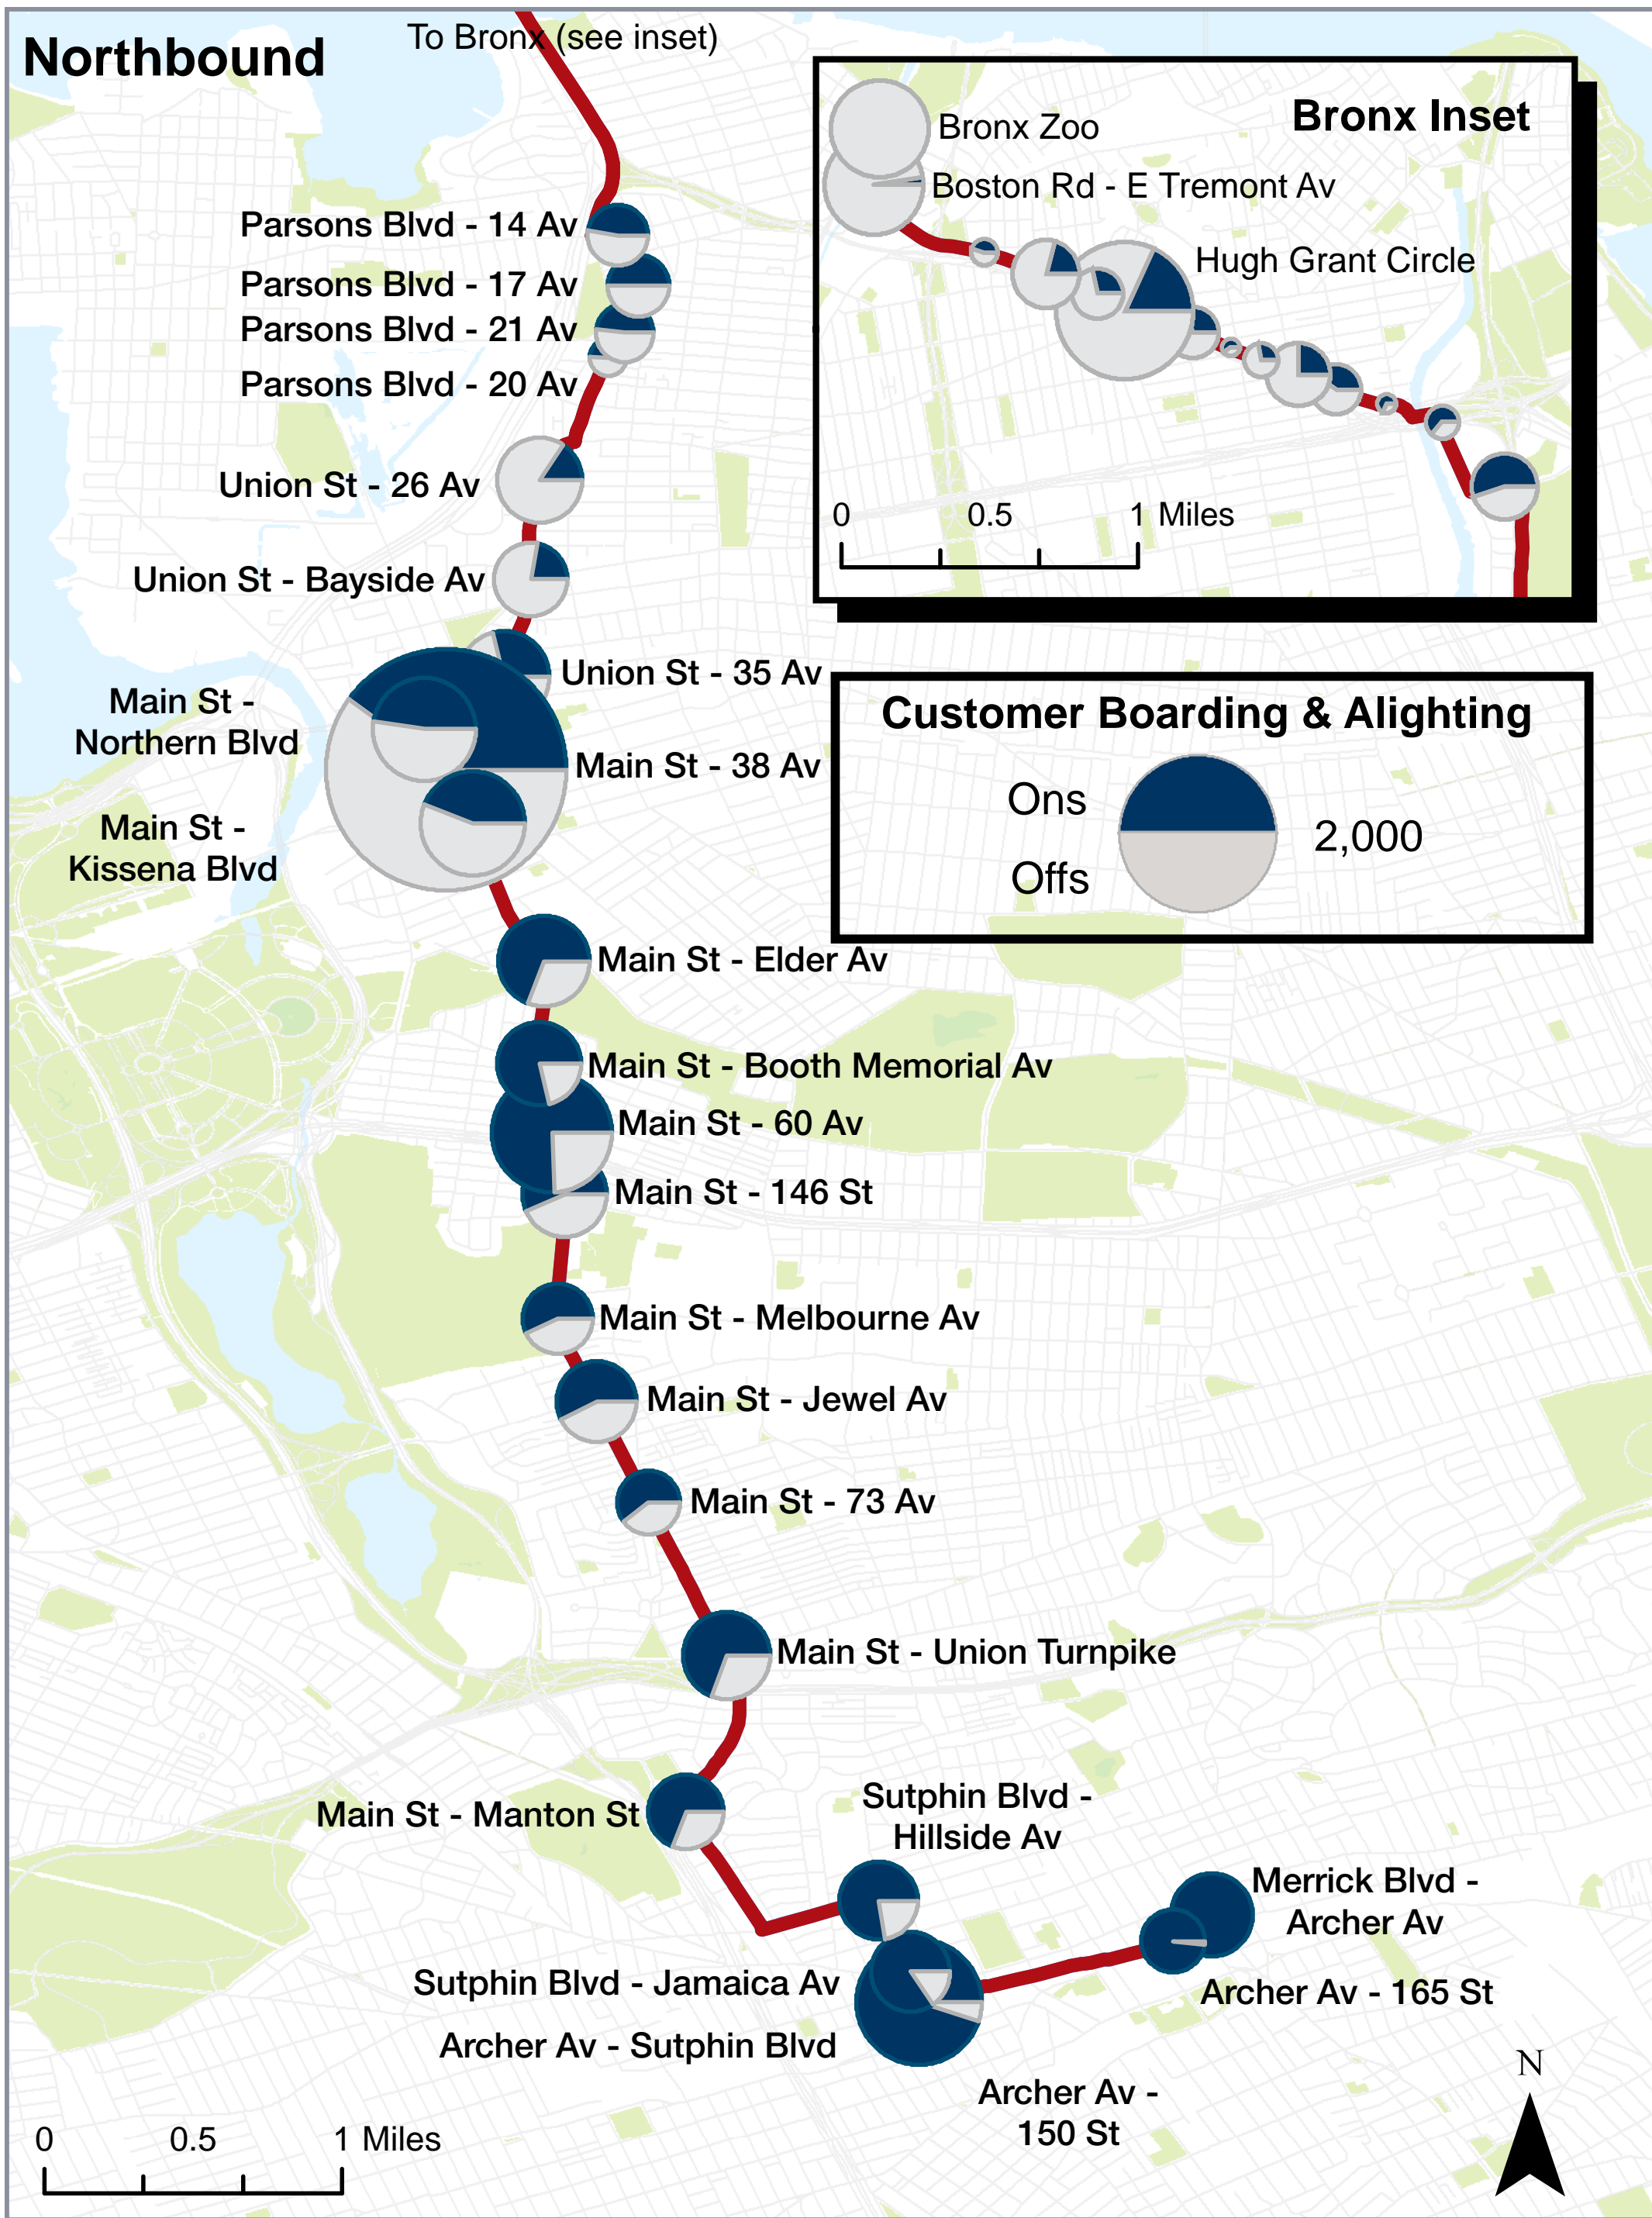 Northbound
To Bronx (see inset)
Bronx Inset
Bronx Zoo
Boston Rd - E Tremont Av
Hugh Grant Circle
0 0.5 1 Miles
Parsons Blvd - 14 Av
Parsons Blvd - 17 Av
Parsons Blvd - 21 Av
Parsons Blvd - 20 Av
Union St - 26 Av
Union St - Bayside Av
Union St - 35 Av
Main St -
Northern Blvd
Main St - 38 Av
Main St -
Kissena Blvd
Customer Boarding & Alighting
Ons
Offs
2,000
Main St - Elder Av
Main St - Booth Memorial Av
Main St - 60 Av
Main St - 146 St
Main St - Melbourne Av
Main St - Jewel Av
Main St - 73 Av
Main St - Union Turnpike
Main St - Manton St
Sutphin Blvd -
Hillside Av
Merrick Blvd -
Archer Av
Sutphin Blvd - Jamaica Av
Archer Av - 165 St
Archer Av - Sutphin Blvd
Archer Av -
150 St
N
0 0.5 1 Miles